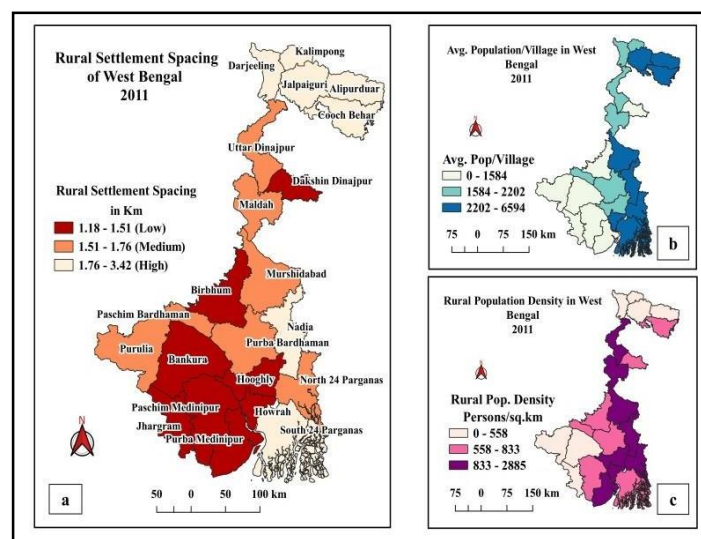 Rural Settlement Spacing
of West Bengal
2011
Kalimpong
Darjeeling
Jalpaiguri
Alipurduar
Cooch Behar
Uttar Dinajpur
Dakshin Dinajpur
Maldah
Rural Settlement Spacing
in Km
1.18 - 1.51 (Low)
1.51 - 1.76 (Medium)
1.76 - 3.42 (High)
Murshidabad
Birbhum
Paschim Bardhaman
Nadia
Purba Bardhaman
Purulia
Bankura
Hooghly
North 24 Parganas
Paschim Medinipur
Howrah
Jhargram
South 24 Parganas
Purba Medinipur
N
50 0 50 100 km
a
Avg. Population/Village in West
Bengal
2011
N
Avg. Pop/Village
0 - 1584
1584 - 2202
2202 - 6594
75 0 75 150 km
b
Rural Population Density in West
Bengal
2011
N
Rural Pop. Density
Persons/sq.km
0 - 558
558 - 833
833 - 2885
75 0 75 150 km
c